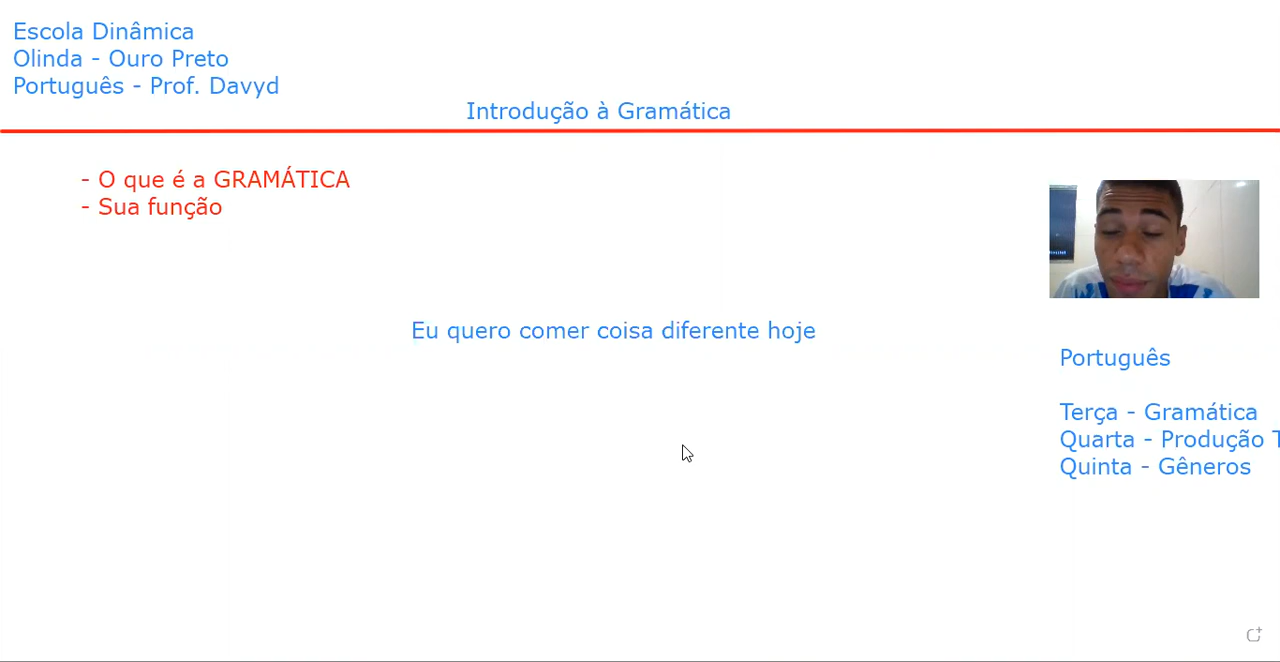 Escola Dinâmica
Olinda - Ouro Preto
Português - Prof. Davyd
Introdução à Gramática
- O que é a GRAMÁTICA
- Sua função
Eu quero comer coisa diferente hoje
Português
Terça - Gramática
Quarta - Produção T
Quinta - Gêneros